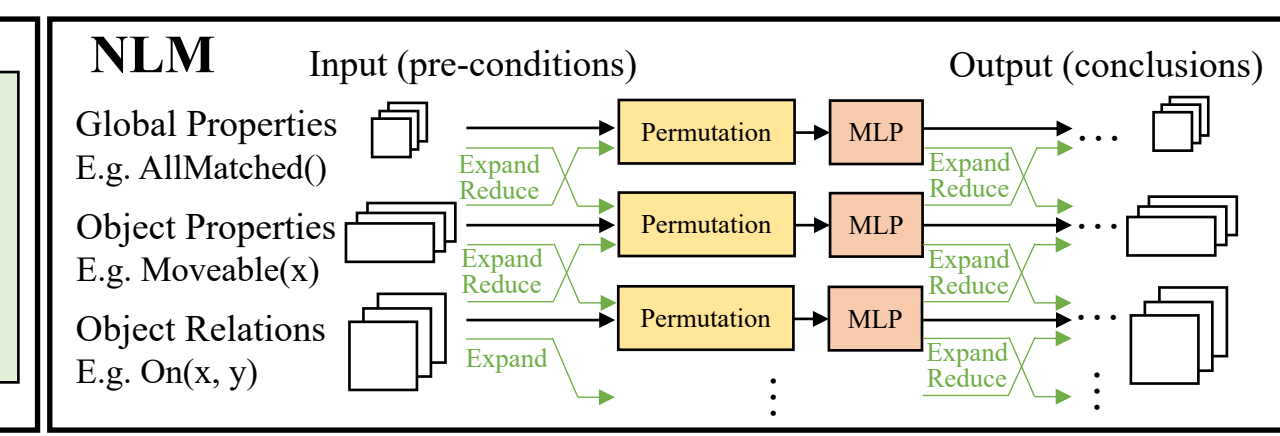 NLM
Input (pre-conditions)
Output (conclusions)
Global Properties
E.g. AllMatched()
Expand
Reduce
Permutation
MLP
Expand
Reduce
...
Object Properties
E.g. Moveable(x)
Expand
Reduce
Permutation
MLP
Expand
Reduce
...
Object Relations
E.g. On(x, y)
Expand
Permutation
MLP
Expand
Reduce
...